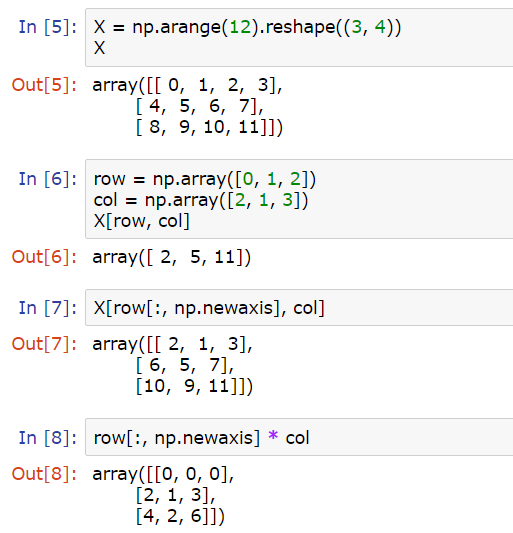 In [5]: X = np.arange(12).reshape((3, 4))
X
Out[5]: array([[ 0, 1, 2, 3],
[ 4, 5, 6, 7],
[ 8, 9, 10, 11]])
In [6]: row = np.array([0, 1, 2])
col = np.array([2, 1, 3])
X[row, col]
Out[6]: array([ 2, 5, 11])
In [7]: X[row[:, np.newaxis], col]
Out[7]: array([[ 2, 1, 3],
[ 6, 5, 7],
[10, 9, 11]])
In [8]: row[:, np.newaxis] * col
Out[8]: array([[0, 0, 0],
[2, 1, 3],
[4, 2, 6]])